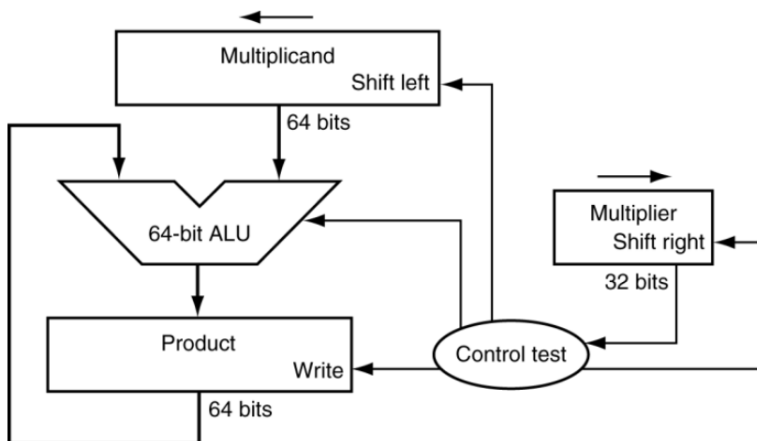 Multiplicand
Shift left
64 bits
64-bit ALU
Multiplier
Shift right
32 bits
Product
Write
Control test
64 bits